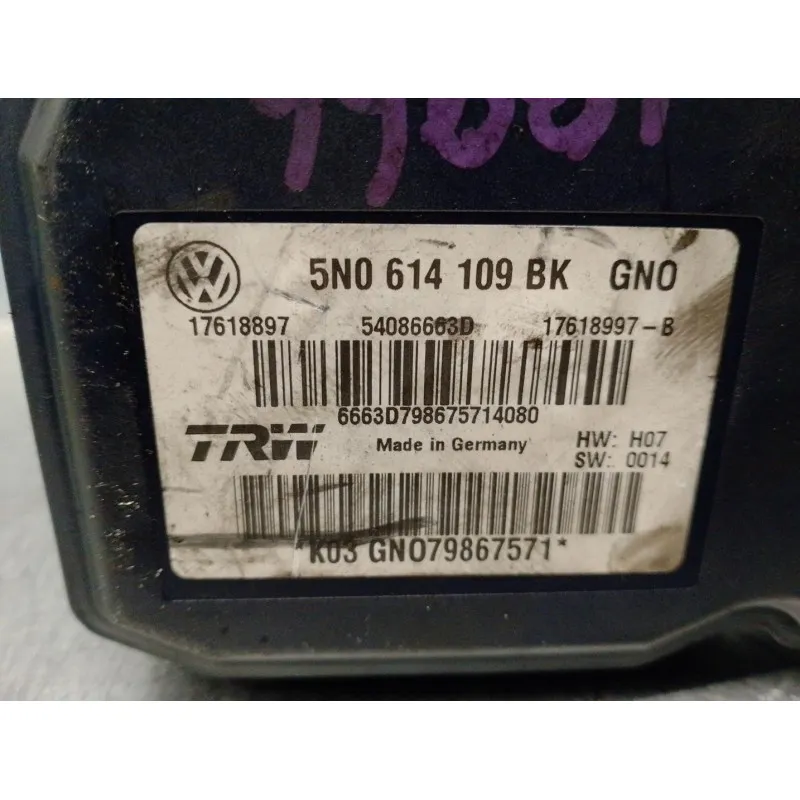 5N0 614 109 BK GNO
17618897 54086663D 17618997-B
6663D798675714080
TRW Made in Germany HW: H07
SW: 0014
*K03 GNO79867571*